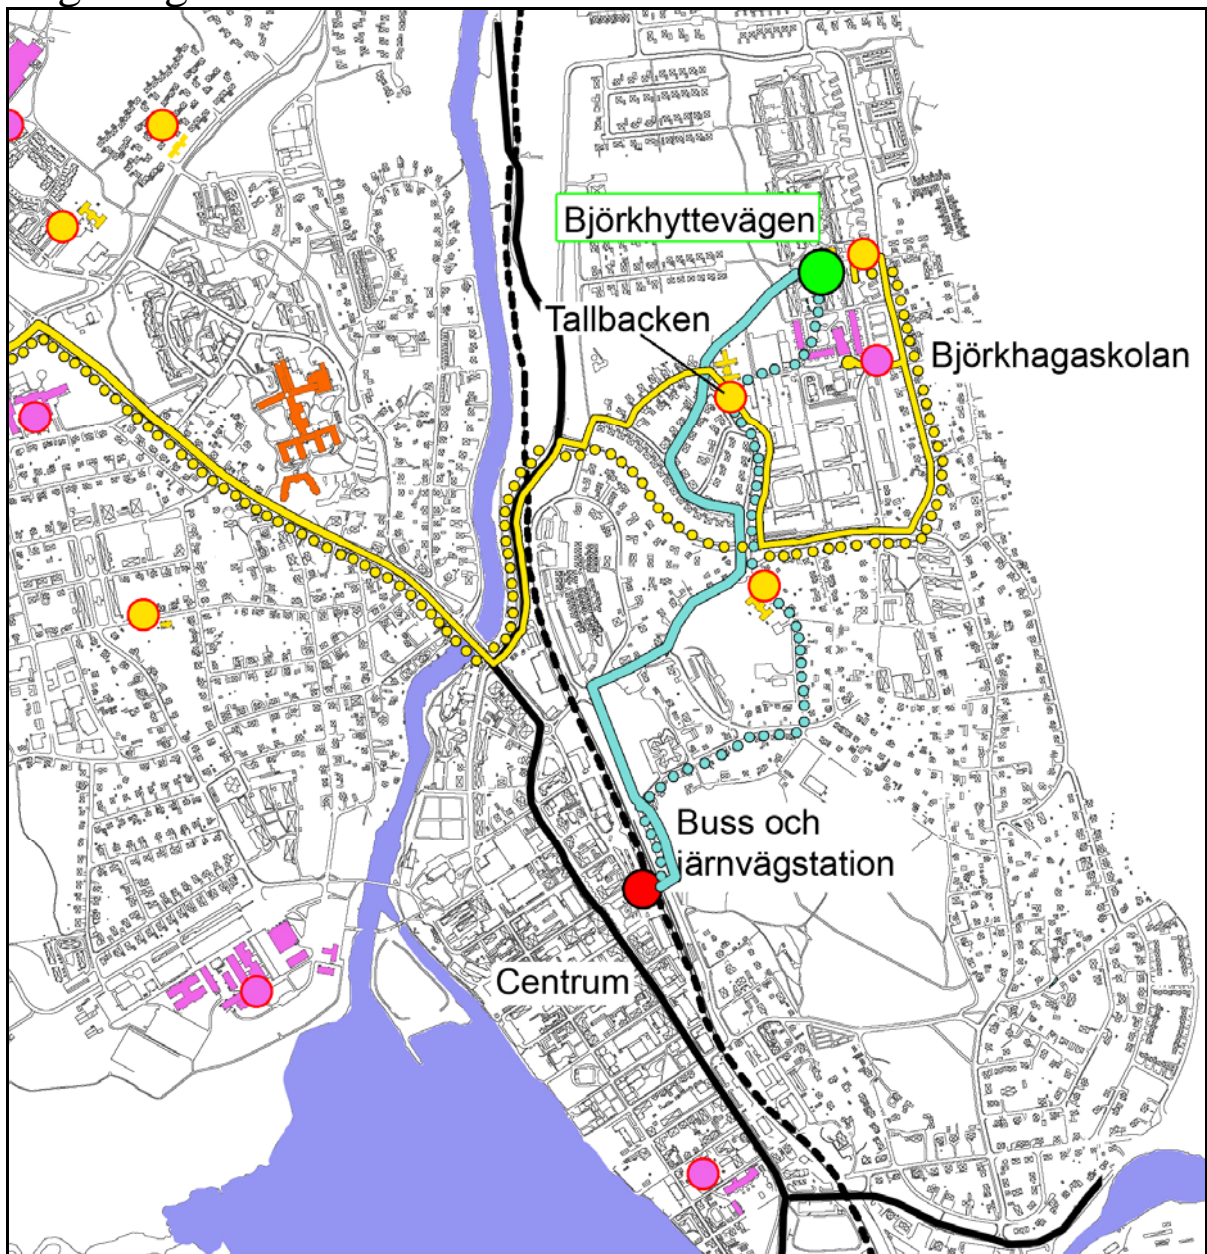 Björkhyttevägen
Tallbacken
Björkhagaskolan
Buss och
järnvägstation
Centrum